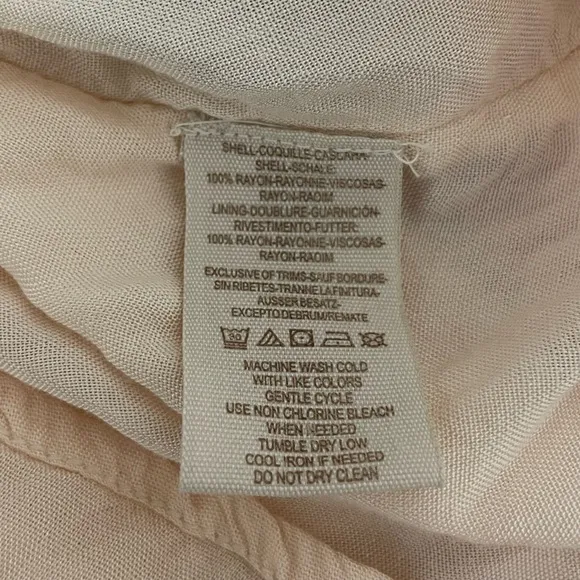 SHELL-COQUILLE-CASCARA-
SHELL-SCHALE:
100% RAYON-RAYONNE-VISCOSAS-
RAYON-RAOIM
LINING-DOUBLURE-GUARNICIÓN-
RIVESTIMENTO-FUTTER:
100% RAYON-RAYONNE-VISCOSAS-
RAYON-RAOIM
EXCLUSIVE OF TRIMS-SAUF BORDURE-
SIN RIBETES-TRANNE LA FINITURA-
AUSSER BESATZ-
EXCEPTO DEBRUM/REMATE
30
MACHINE WASH COLD
WITH LIKE COLORS
GENTLE CYCLE
USE NON CHLORINE BLEACH
WHEN NEEDED
TUMBLE DRY LOW
COOL IRON IF NEEDED
DO NOT DRY CLEAN